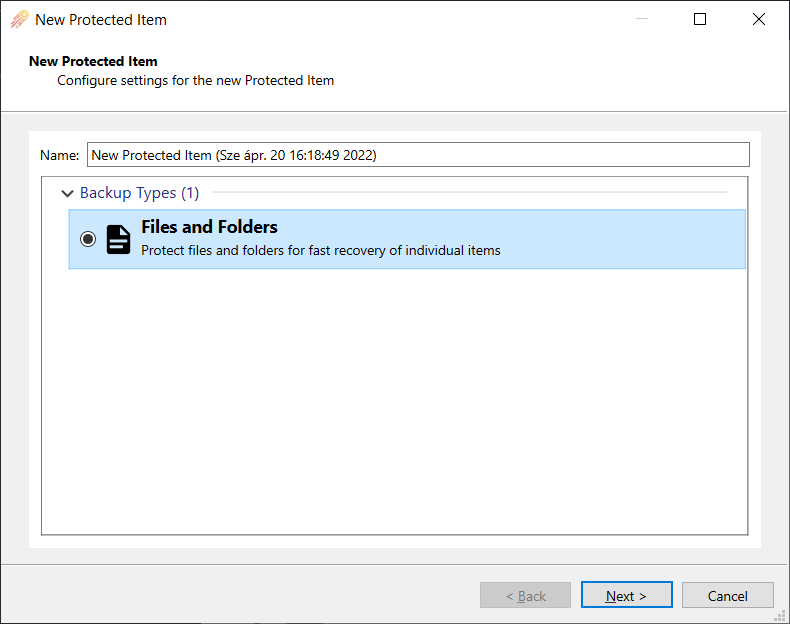 New Protected Item
New Protected Item
Configure settings for the new Protected Item
Name: New Protected Item (Sze ápr. 20 16:18:49 2022)
Backup Types (1)
Files and Folders
Protect files and folders for fast recovery of individual items
< Back Next > Cancel